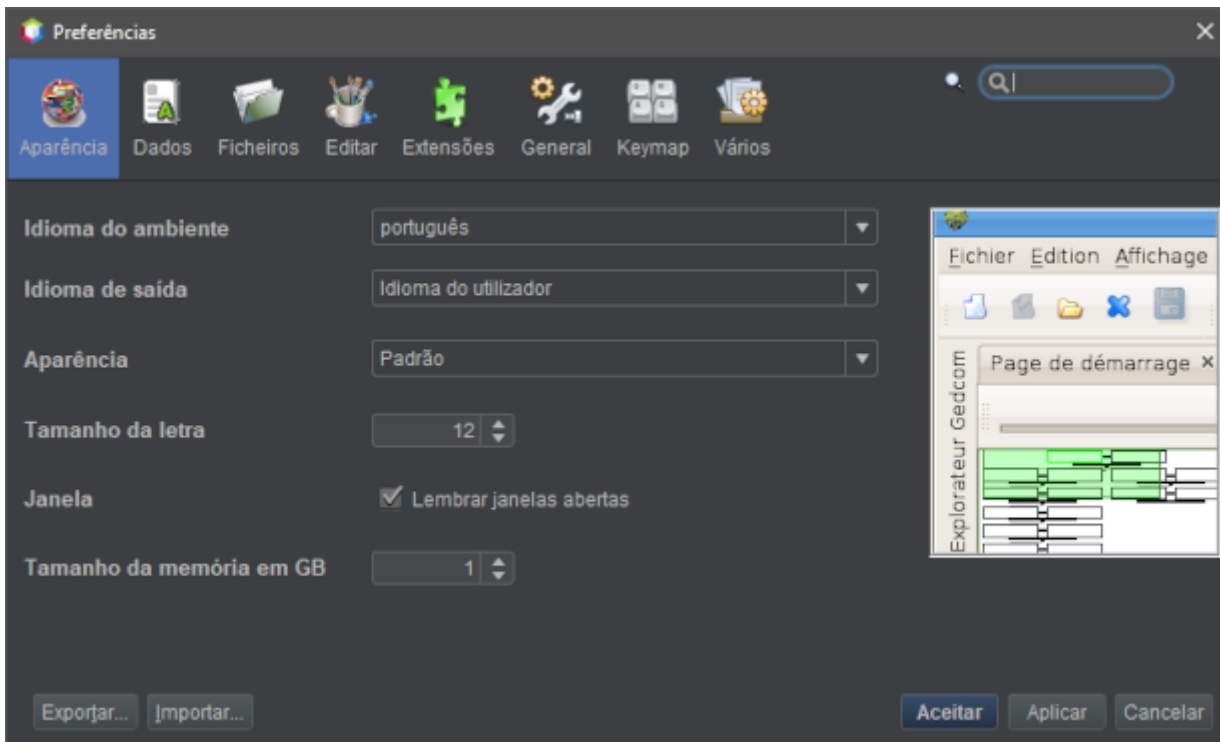 Preferências
Aparência Dados Ficheiros Editar Extensões General Keymap Vários
Idioma do ambiente português
Idioma de saída Idioma do utilizador
Aparência Padrão
Tamanho da letra 12
Janela Lembrar janelas abertas
Tamanho da memória em GB 1
Fichier Edition Affichage
Page de démarrage
Explorateur Gedcom
Exportar... Importar... Aceitar Aplicar Cancelar